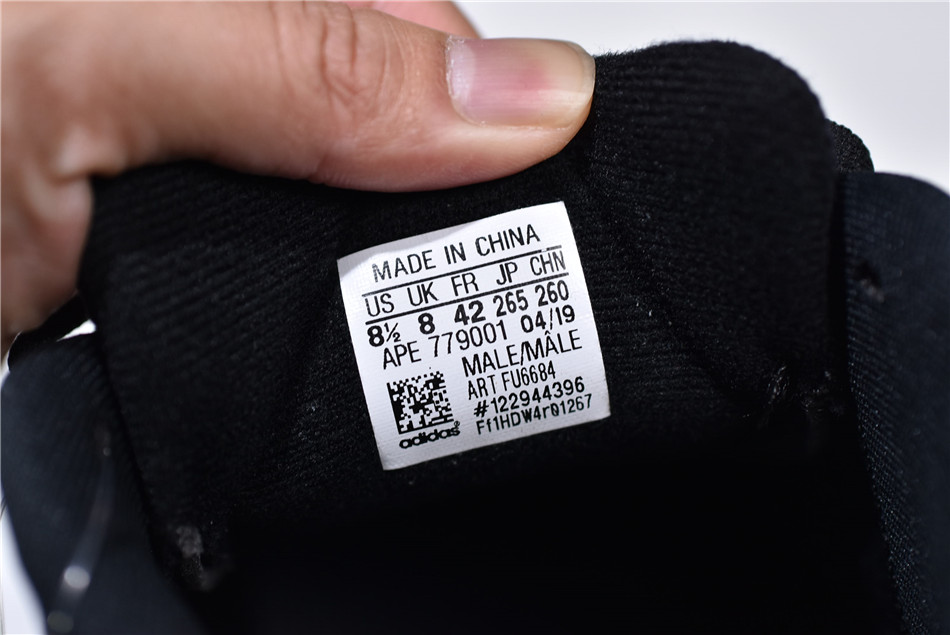 MADE IN CHINA
US UK FR JP CHN
8½ 8 42 265 260
APE 779001 04/19
MALE/MÂLE
ART FU6684
#122944396
Ff1HDW4r01267
adidas®